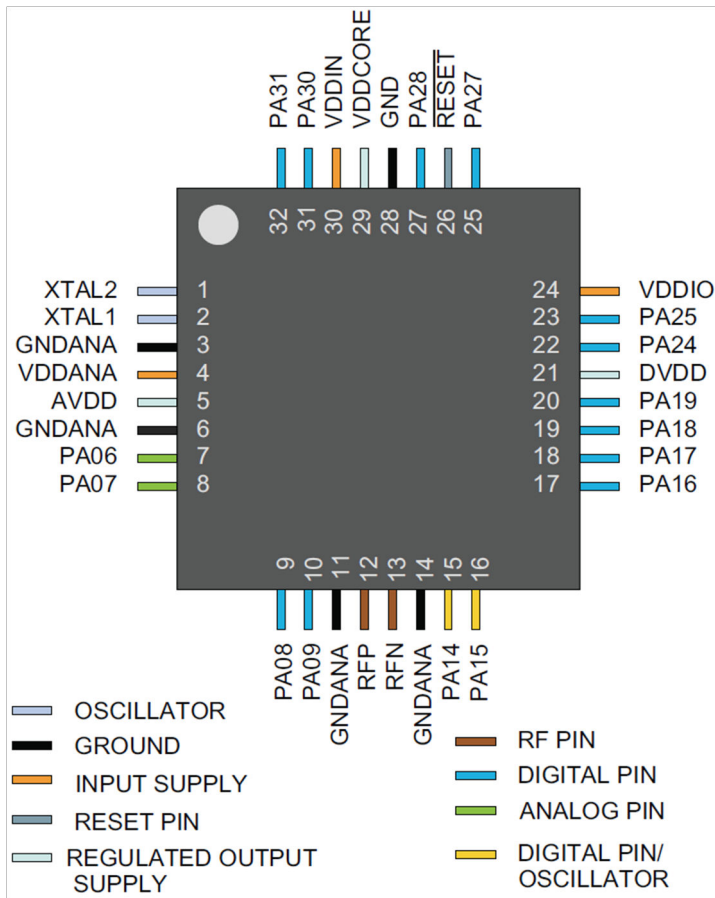 PA31
PA30
VDDIN
VDDCORE
GND
PA28
RESET
PA27
32
31
30
29
28
27
26
25
XTAL2 1
XTAL1 2
GNDANA 3
VDDANA 4
AVDD 5
GNDANA 6
PA06 7
PA07 8
24 VDDIO
23 PA25
22 PA24
21 DVDD
20 PA19
19 PA18
18 PA17
17 PA16
9
10
11
12
13
14
15
16
PA08
PA09
GNDANA
RFP
RFN
GNDANA
PA14
PA15
OSCILLATOR
GROUND
INPUT SUPPLY
RESET PIN
REGULATED OUTPUT
SUPPLY
RF PIN
DIGITAL PIN
ANALOG PIN
DIGITAL PIN/
OSCILLATOR